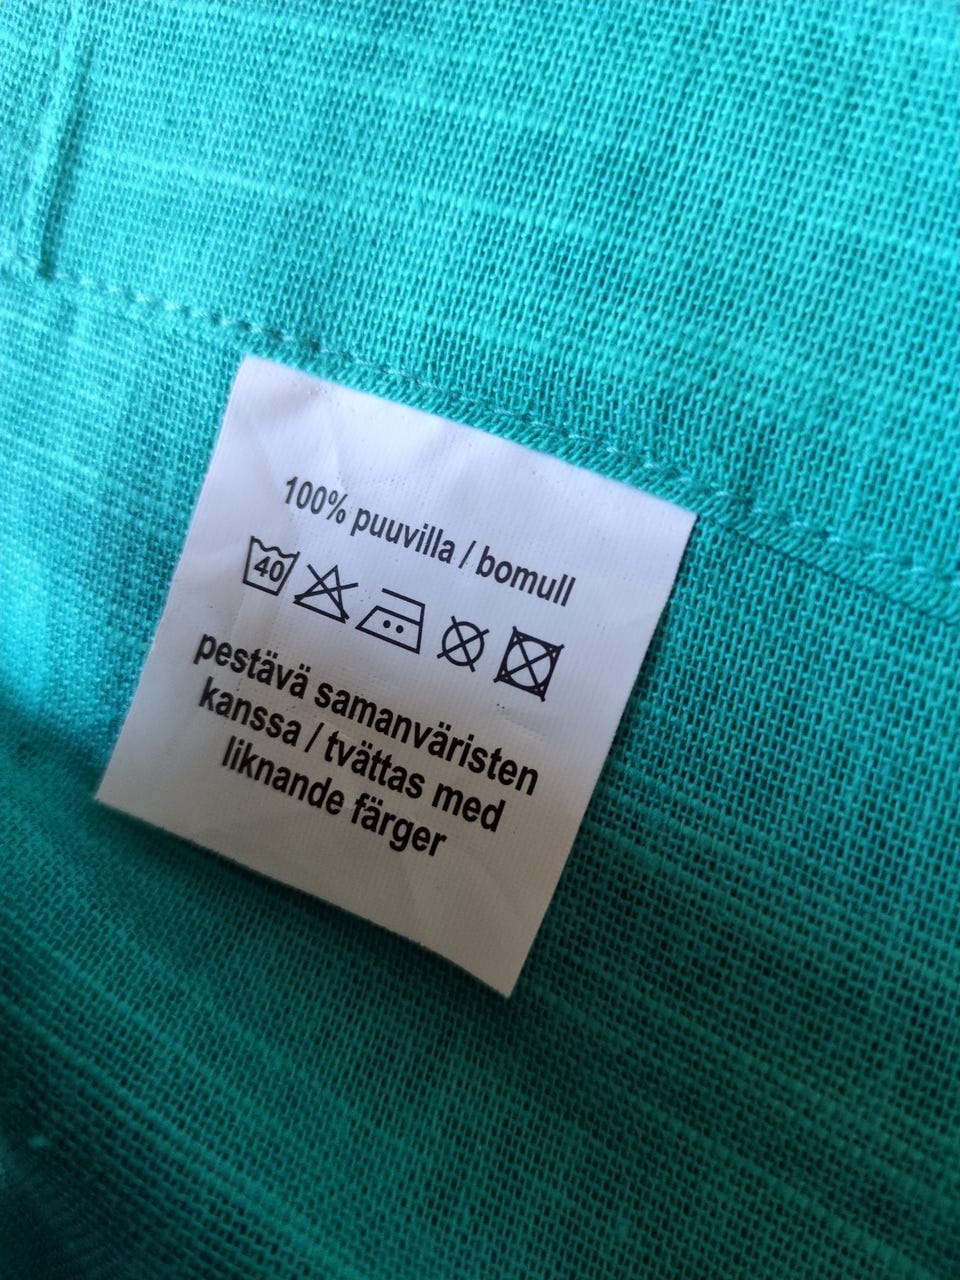 100% puuvilla / bomull
40
pestävä samanväristen
kanssa / tvättas med
liknande färger